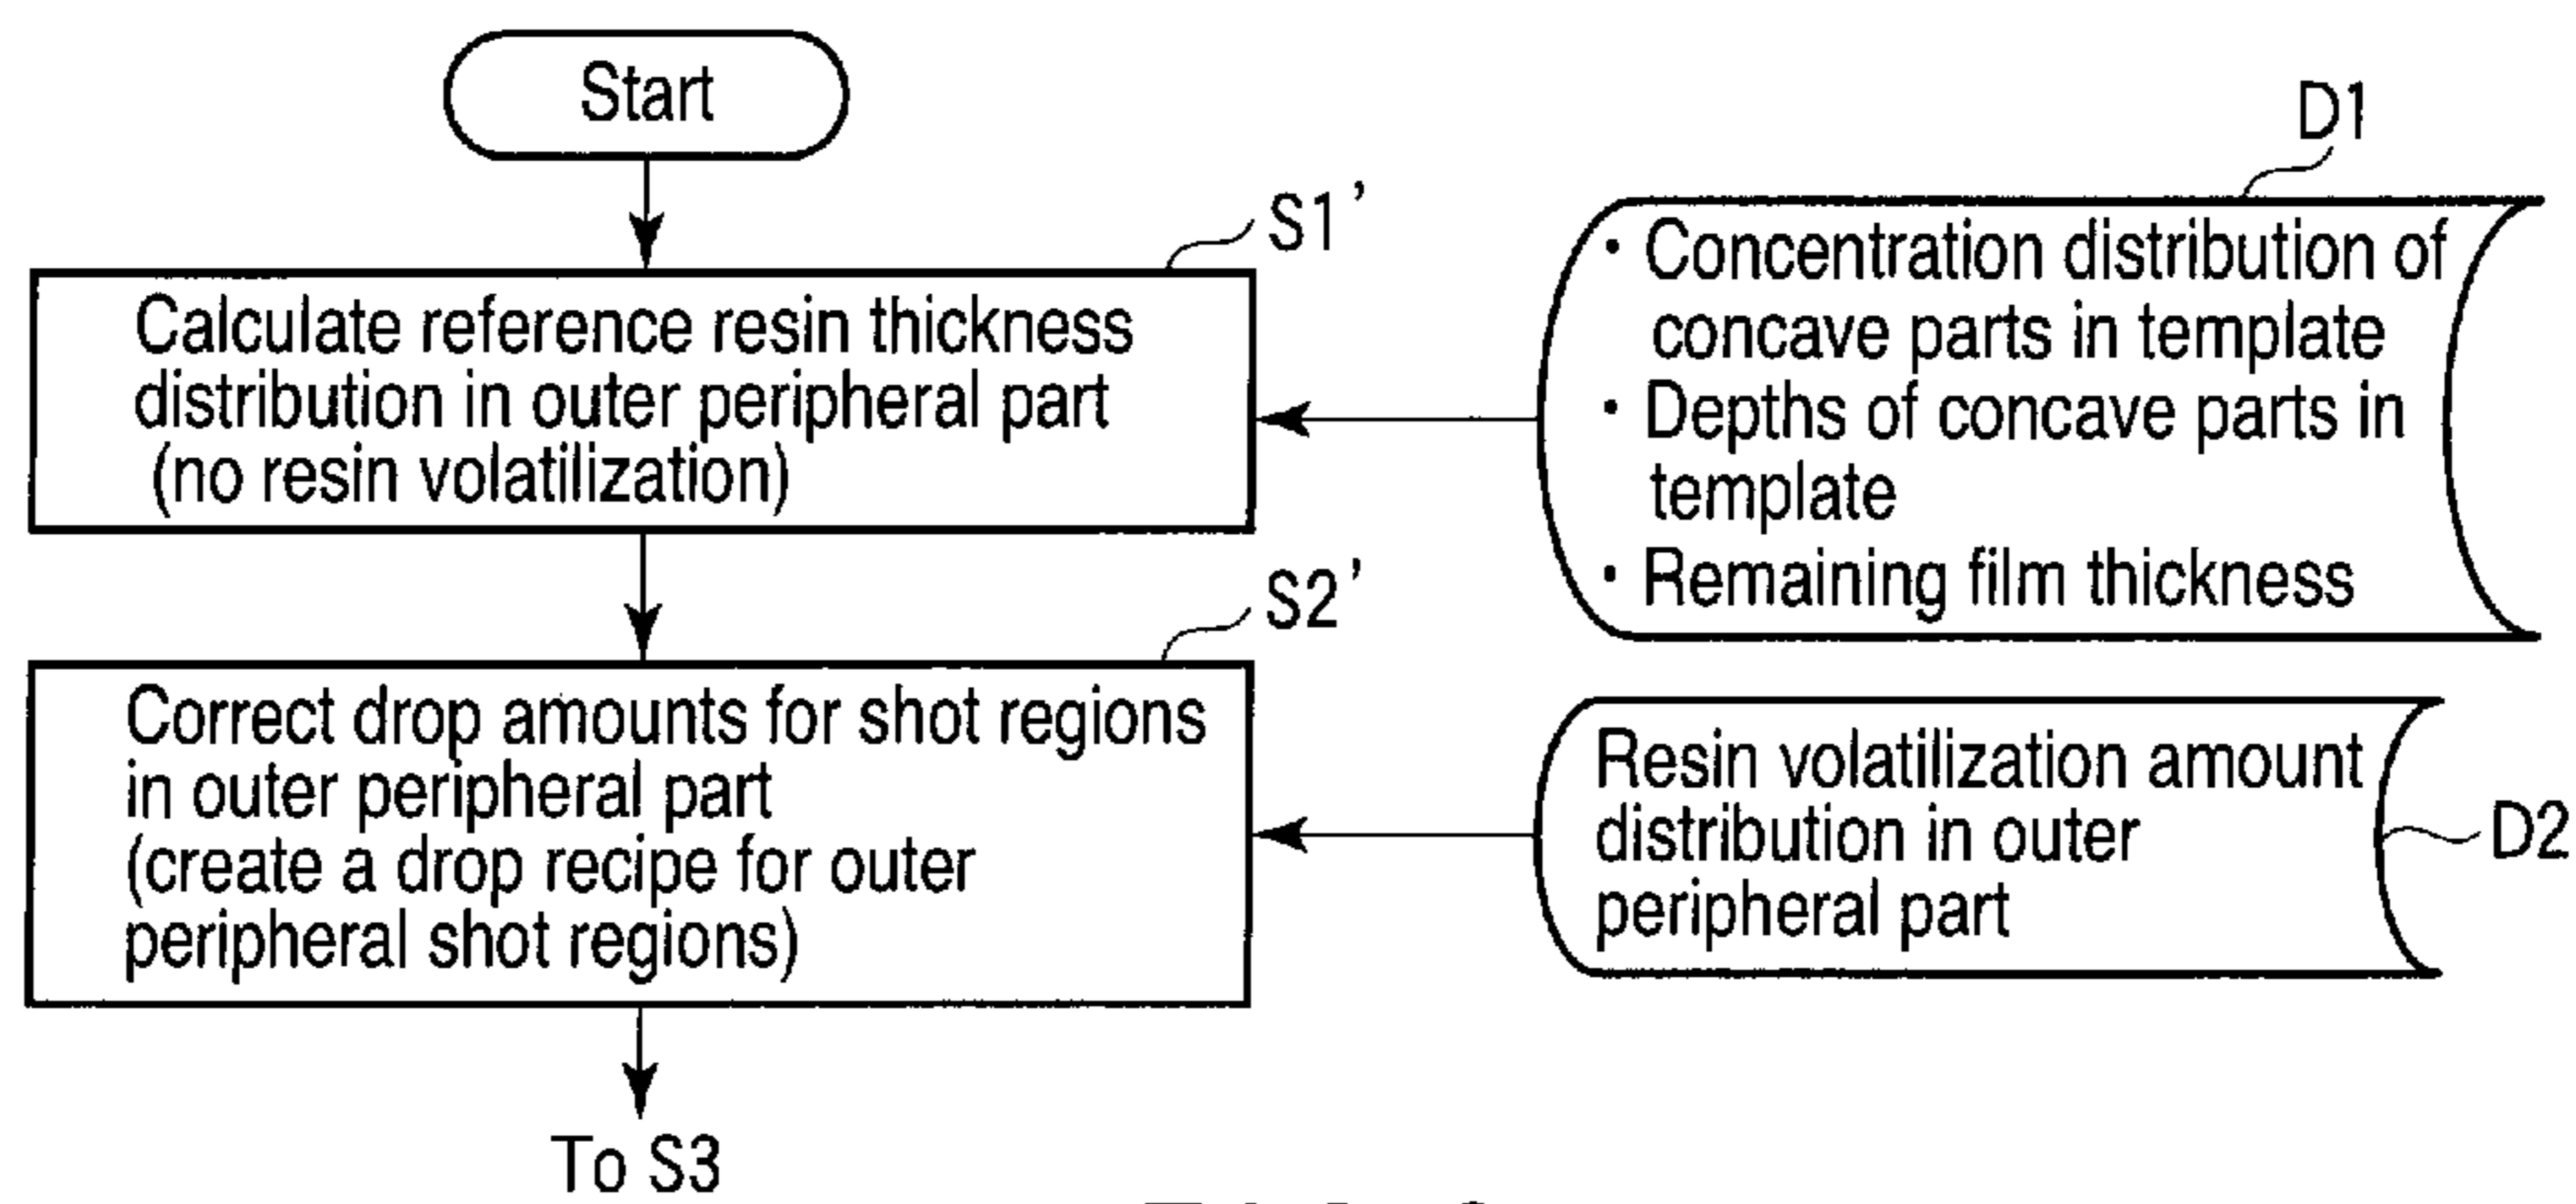 Start
D1
S1'
Calculate reference resin thickness
distribution in outer peripheral part
(no resin volatilization)
・Concentration distribution of
concave parts in template
・Depths of concave parts in
template
・Remaining film thickness
S2'
Correct drop amounts for shot regions
in outer peripheral part
(create a drop recipe for outer
peripheral shot regions)
Resin volatilization amount
distribution in outer
peripheral part
D2
To S3